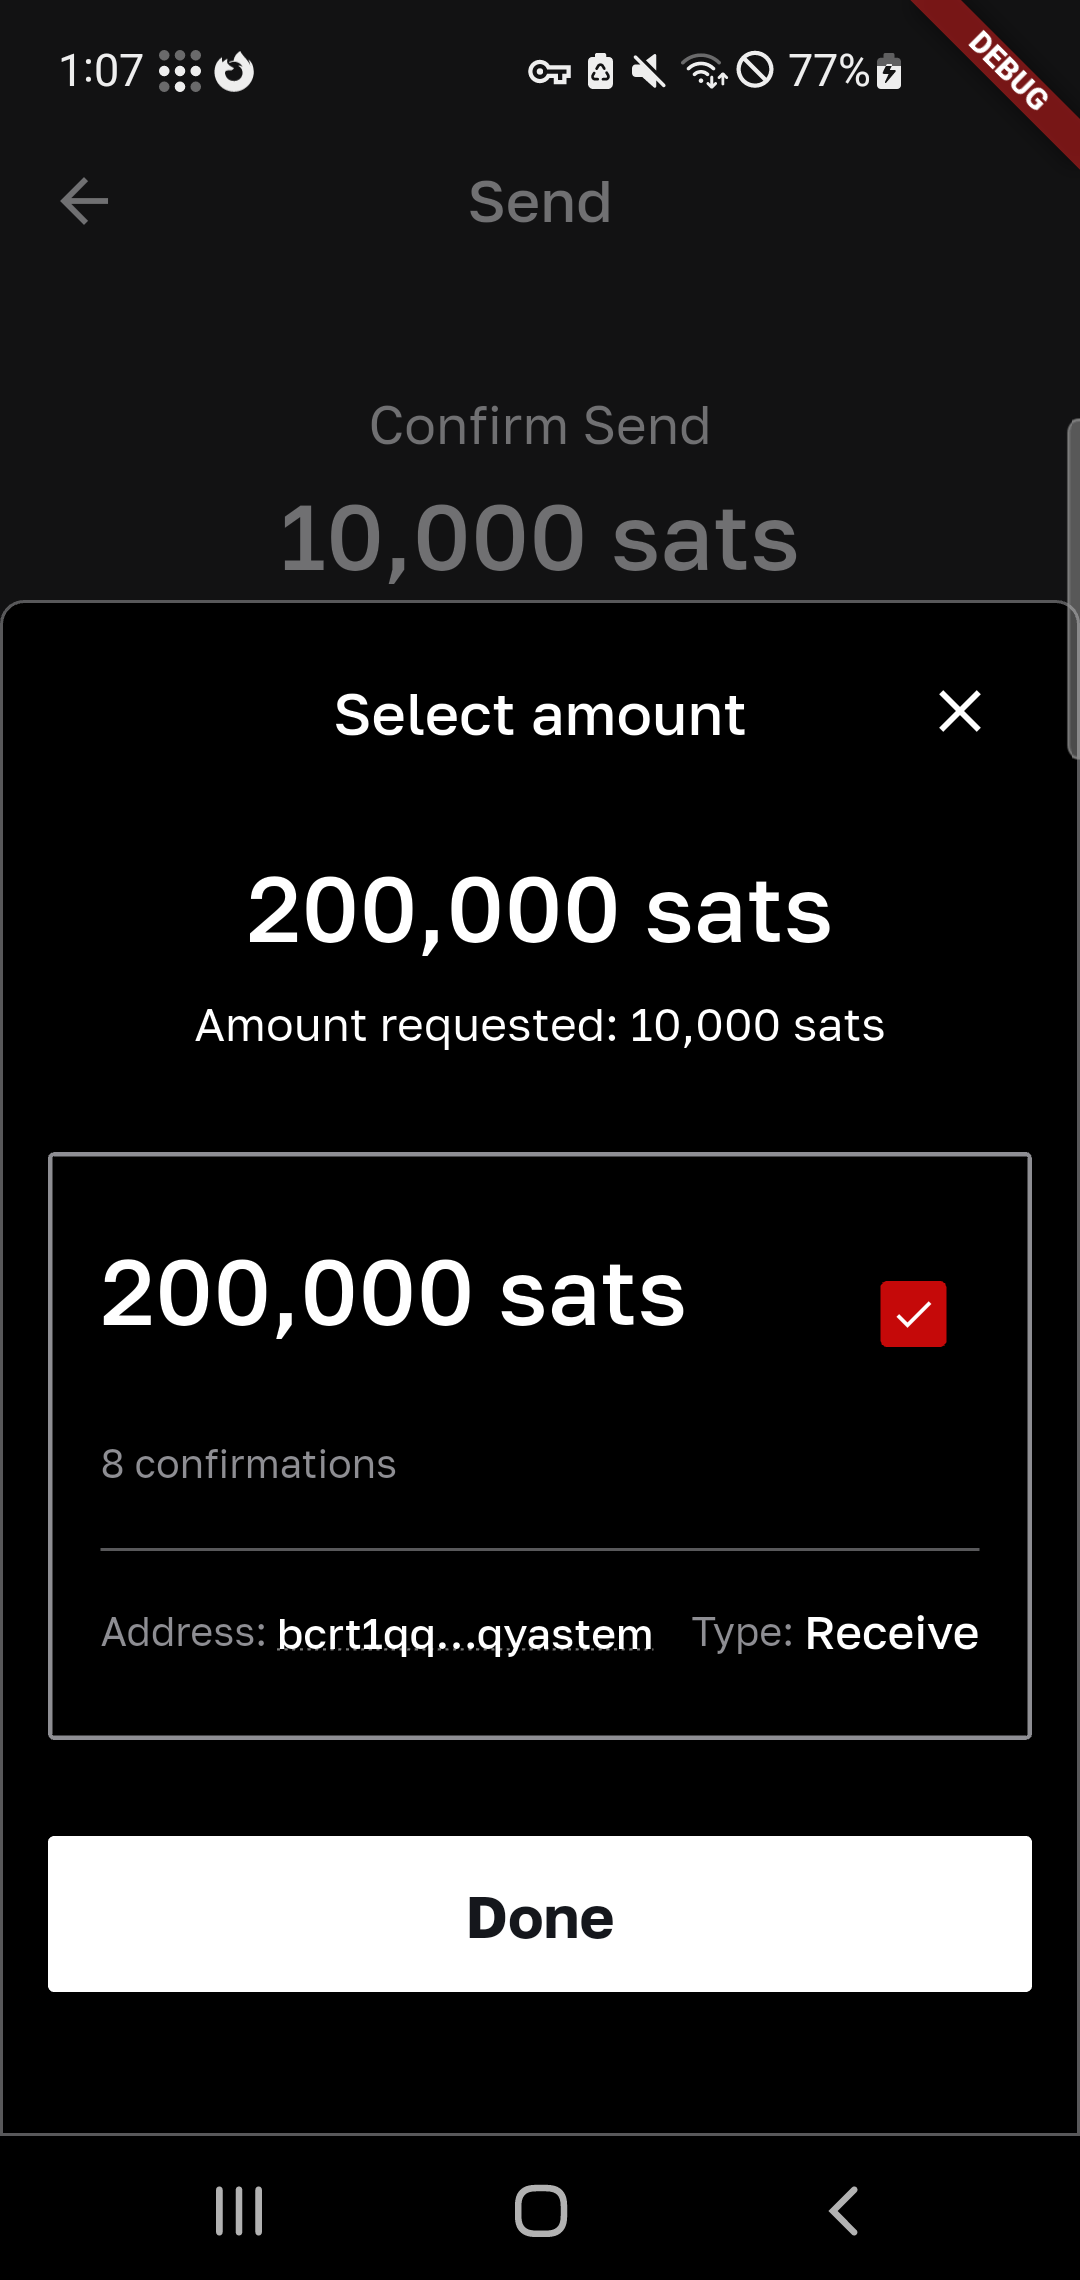 1:07 77%
DEBUG
Send
Confirm Send
10,000 sats
Select amount
200,000 sats
Amount requested: 10,000 sats
200,000 sats
8 confirmations
Address: bcrt1qq...qyastem Type: Receive
Done